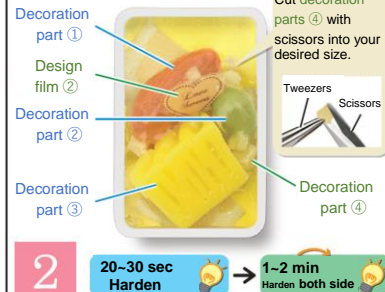 Decoration
part ①
Design
film ②
Decoration
part ②
Decoration
part ③
Cut decoration
parts ④ with
scissors into your
desired size.
Tweezers
Scissors
Love
Decoration
part ④
2
20~30 sec
Harden
1~2 min
Harden both side